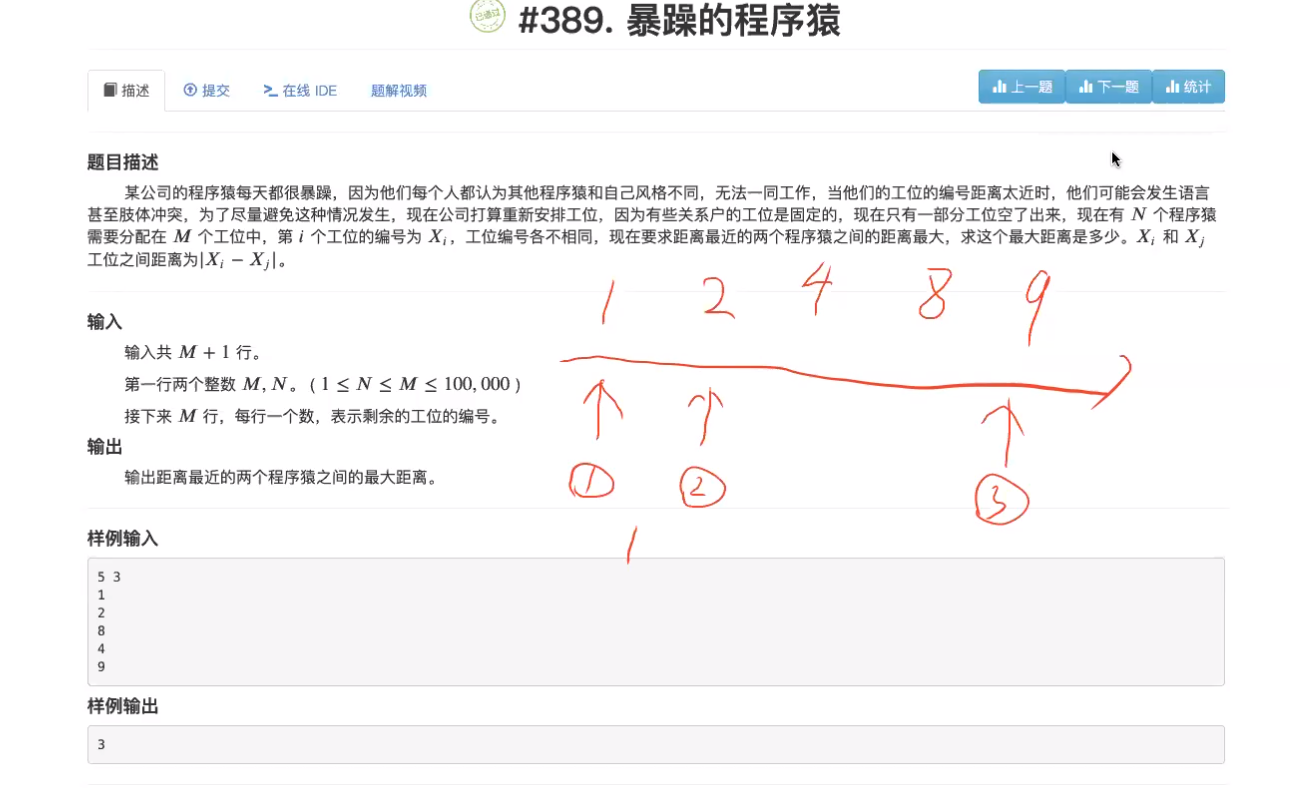 已通过 #389. 暴躁的程序猿
描述 提交 在线 IDE 题解视频 上一题 下一题 统计
题目描述
某公司的程序猿每天都很暴躁，因为他们每个人都认为其他程序猿和自己风格不同，无法一同工作，当他们的工位的编号距离太近时，他们可能会发生语言
甚至肢体冲突，为了尽量避免这种情况发生，现在公司打算重新安排工位，因为有些关系户的工位是固定的，现在只有一部分工位空了出来，现在有 N 个程序猿
需要分配在 M 个工位中，第 i 个工位的编号为 Xi，工位编号各不相同，现在要求距离最近的两个程序猿之间的距离最大，求这个最大距离是多少。Xi 和 Xj
工位之间距离为|Xi − Xj|。
1 2 4 8 9
输入
输入共 M + 1 行。
第一行两个整数 M, N。( 1 ≤ N ≤ M ≤ 100,000 )
接下来 M 行，每行一个数，表示剩余的工位的编号。
输出
输出距离最近的两个程序猿之间的最大距离。
① ② ③
1
样例输入
5 3
1
2
8
4
9
样例输出
3